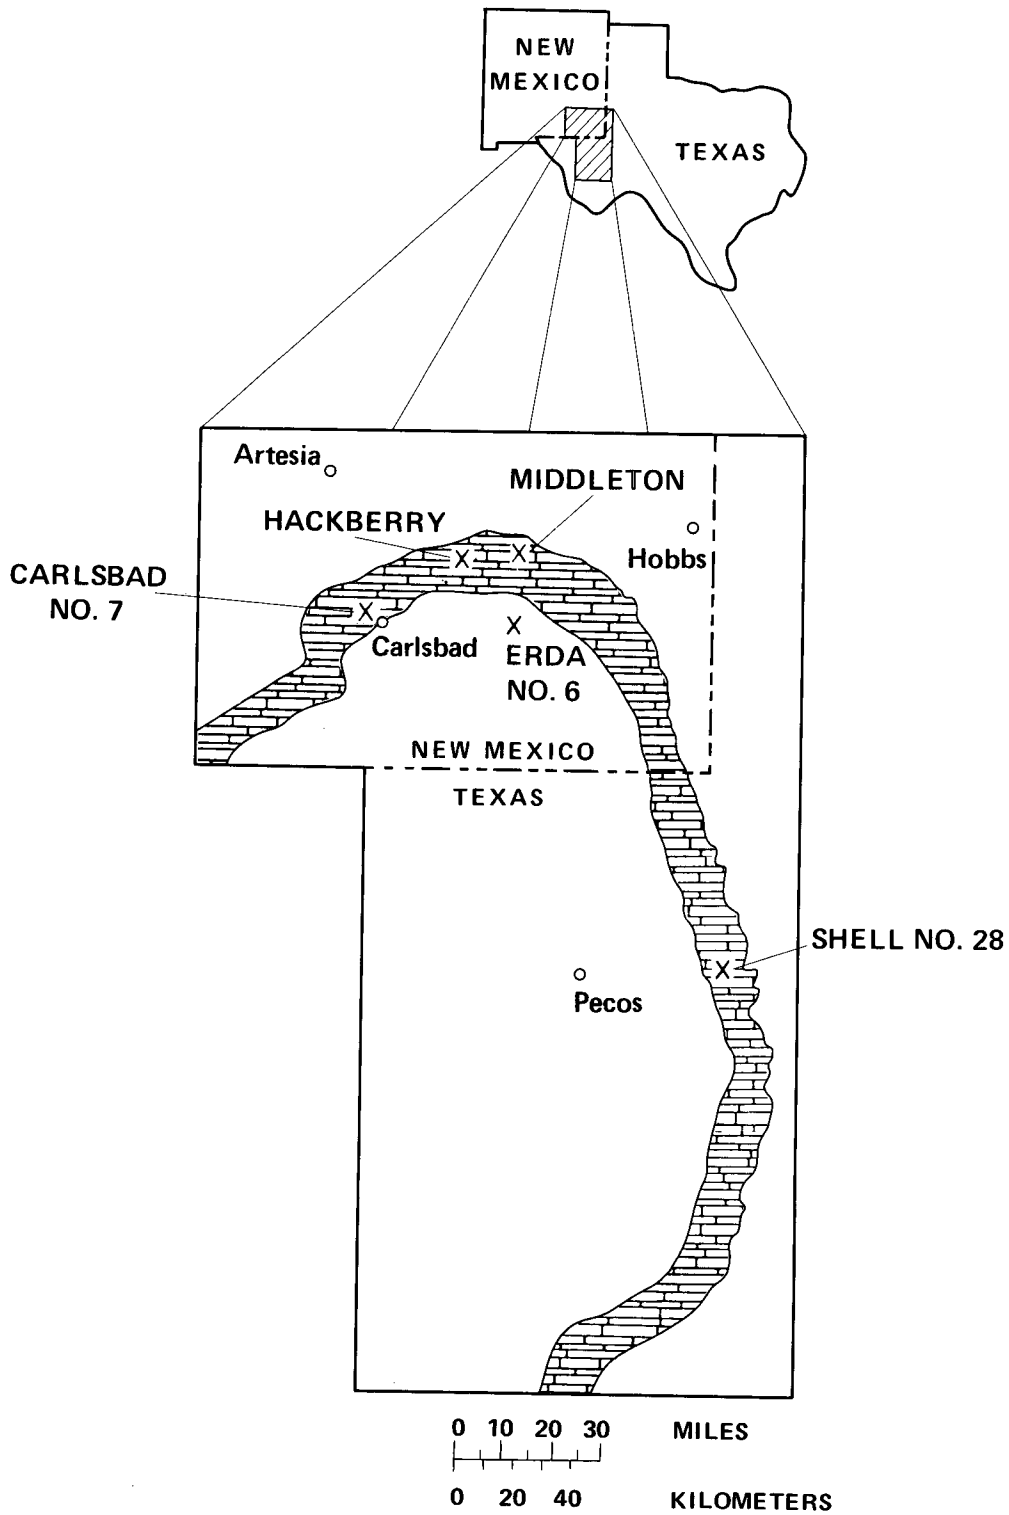 NEW
MEXICO
TEXAS
Artesia
MIDDLETON
HACKBERRY
Hobbs
CARLSBAD
NO. 7
X
X
X
X
Carlsbad
ERDA
NO. 6
NEW MEXICO
TEXAS
SHELL NO. 28
X
Pecos
0 10 20 30 MILES
0 20 40 KILOMETERS